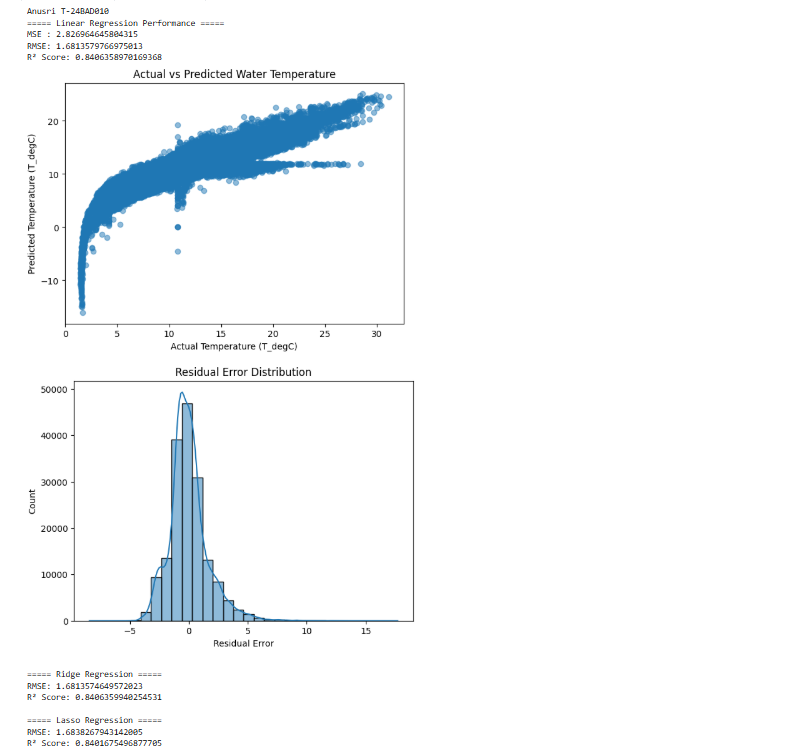 Anusri T-24BAD010
===== Linear Regression Performance =====
MSE : 2.826964645804315
RMSE: 1.6813579766975013
R² Score: 0.8406358970169368
Actual vs Predicted Water Temperature
Predicted Temperature (T_degC)
20
10
0
−10
0 5 10 15 20 25 30
Actual Temperature (T_degC)
Residual Error Distribution
Count
50000
40000
30000
20000
10000
0
−5 0 5 10 15
Residual Error
===== Ridge Regression =====
RMSE: 1.6813574649572023
R² Score: 0.8406359940254531
===== Lasso Regression =====
RMSE: 1.6838267943142005
R² Score: 0.8401675496877705